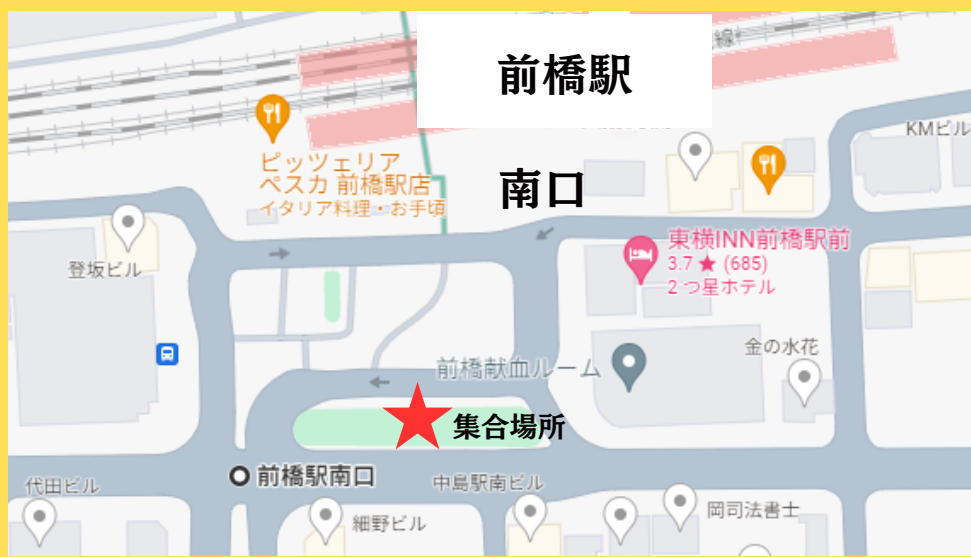 前橋駅
線
KMビル
ピッツェリア
ペスカ 前橋駅店
イタリア料理・お手頃
南口
東横INN前橋駅前
3.7 ★ (685)
2 つ星ホテル
登坂ビル
前橋献血ルーム
金の水花
集合場所
前橋駅南口
代田ビル
中島駅南ビル
細野ビル
岡司法書士